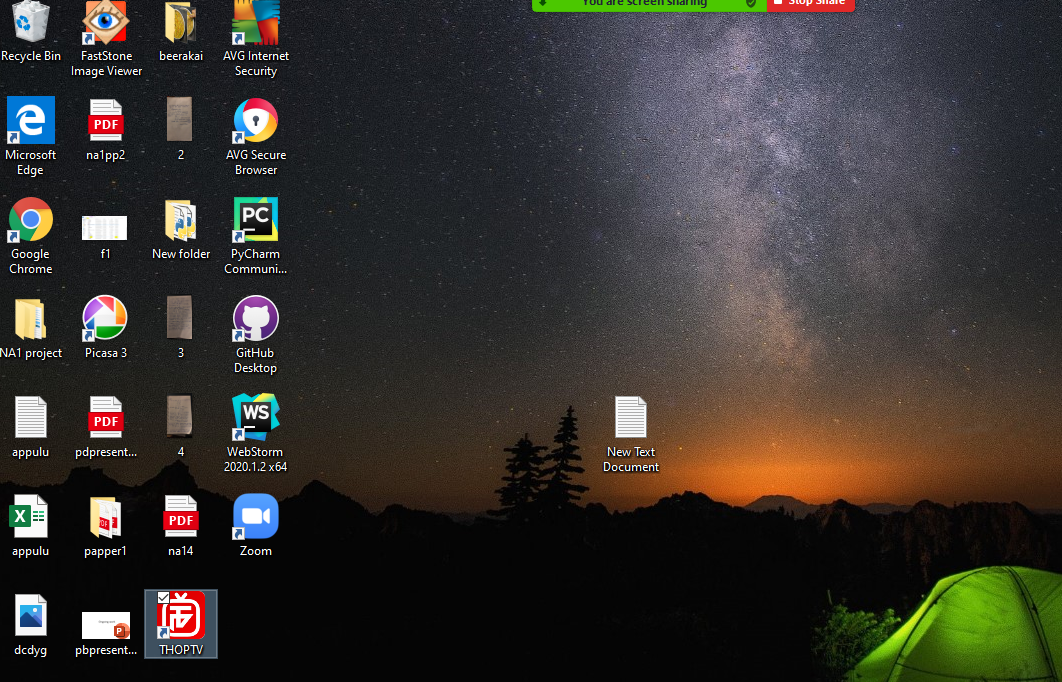 You are screen sharing
Stop Share
Recycle Bin
FastStone
Image Viewer
beerakai
AVG Internet
Security
Microsoft
Edge
PDF
na1pp2
2
AVG Secure
Browser
Google
Chrome
f1
New folder
PC
PyCharm
Communi...
NA1 project
Picasa 3
3
GitHub
Desktop
appulu
PDF
pdpresent...
4
WS
WebStorm
2020.1.2 x64
New Text
Document
X
appulu
PDF
papper1
PDF
na14
Zoom
dcdyg
P
pbpresent...
THOPTV